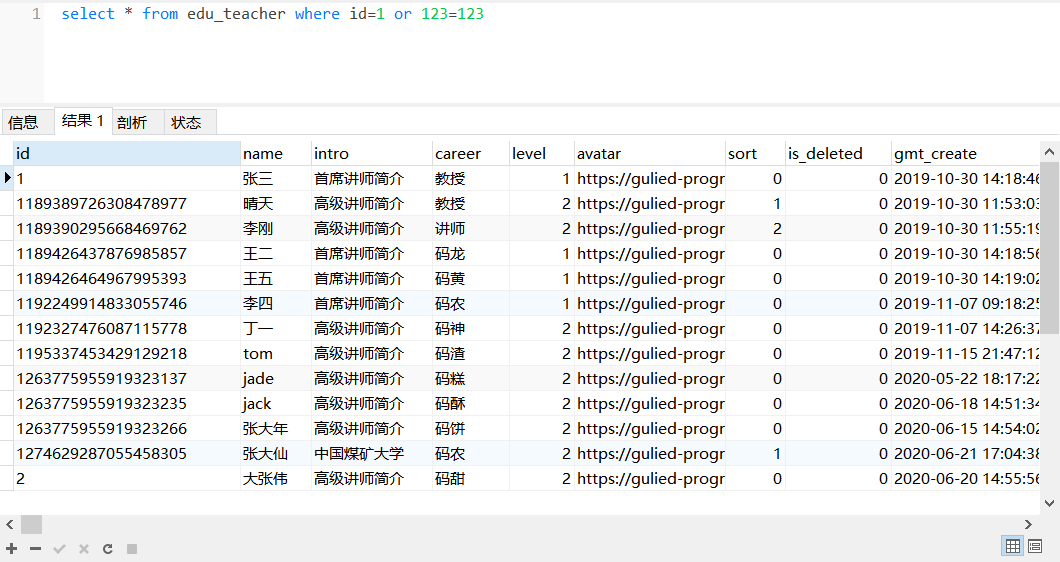 1 select * from edu_teacher where id=1 or 123=123
信息 结果 1 剖析 状态
id name intro career level avatar sort is_deleted gmt_create
1 张三 首席讲师简介 教授 1 https://gulied-progr 0 0 2019-10-30 14:18:46
1189389726308478977 晴天 高级讲师简介 教授 2 https://gulied-progr 1 0 2019-10-30 11:53:03
1189390295668469762 李刚 高级讲师简介 讲师 2 https://gulied-progr 2 0 2019-10-30 11:55:19
1189426437876985857 王二 首席讲师简介 码龙 1 https://gulied-progr 0 0 2019-10-30 14:18:56
1189426464967995393 王五 首席讲师简介 码黄 1 https://gulied-progr 0 0 2019-10-30 14:19:02
1192249914833055746 李四 首席讲师简介 码农 1 https://gulied-progr 0 0 2019-11-07 09:18:25
1192327476087115778 丁一 高级讲师简介 码神 2 https://gulied-progr 0 0 2019-11-07 14:26:37
1195337453429129218 tom 高级讲师简介 码渣 2 https://gulied-progr 0 0 2019-11-15 21:47:12
1263775955919323137 jade 高级讲师简介 码糕 2 https://gulied-progr 0 0 2020-05-22 18:17:22
1263775955919323235 jack 高级讲师简介 码酥 2 https://gulied-progr 0 0 2020-06-18 14:51:34
1263775955919323266 张大年 高级讲师简介 码饼 2 https://gulied-progr 0 0 2020-06-15 14:54:02
1274629287055458305 张大仙 中国煤矿大学 码农 2 https://gulied-progr 1 0 2020-06-21 17:04:38
2 大张伟 高级讲师简介 码甜 2 https://gulied-progr 0 0 2020-06-20 14:55:56